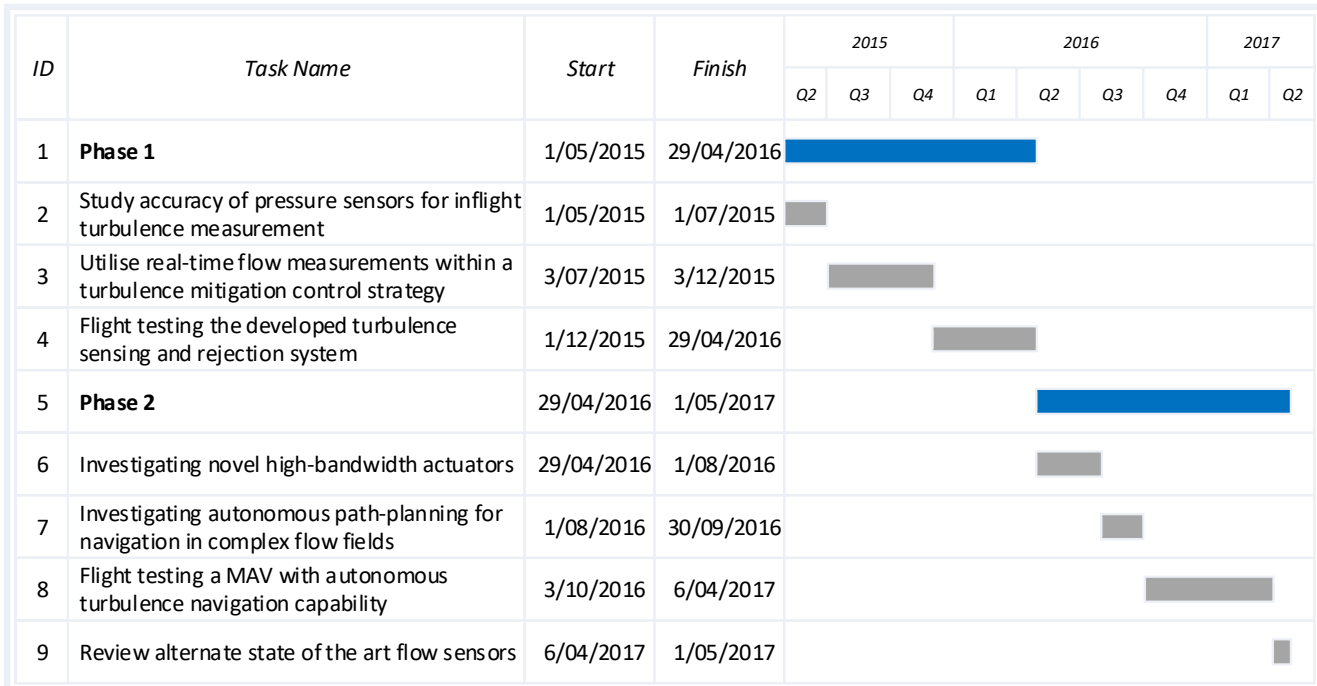 2015 2016 2017
ID Task Name Start Finish
Q2 Q3 Q4 Q1 Q2 Q3 Q4 Q1 Q2
1 Phase 1 1/05/2015 29/04/2016
2 Study accuracy of pressure sensors for inflight
turbulence measurement 1/05/2015 1/07/2015
3 Utilise real-time flow measurements within a
turbulence mitigation control strategy 3/07/2015 3/12/2015
4 Flight testing the developed turbulence
sensing and rejection system 1/12/2015 29/04/2016
5 Phase 2 29/04/2016 1/05/2017
6 Investigating novel high-bandwidth actuators 29/04/2016 1/08/2016
7 Investigating autonomous path-planning for
navigation in complex flow fields 1/08/2016 30/09/2016
8 Flight testing a MAV with autonomous
turbulence navigation capability 3/10/2016 6/04/2017
9 Review alternate state of the art flow sensors 6/04/2017 1/05/2017